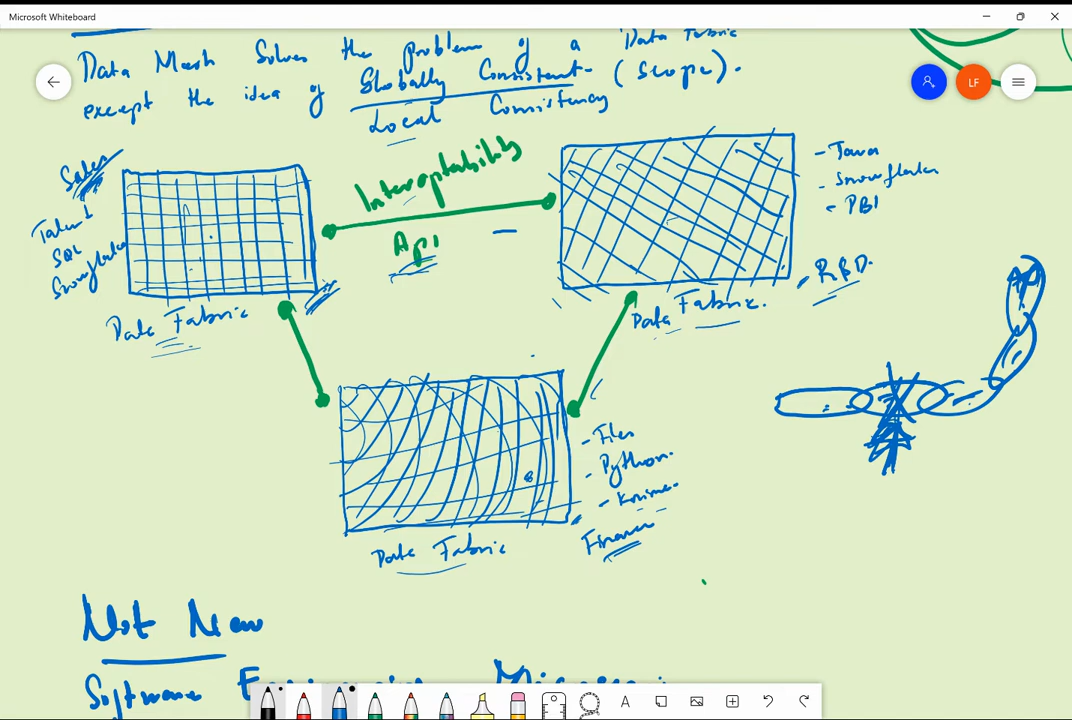 Microsoft Whiteboard
Data Mesh Solves the problem of a Data Fabric
except the idea of Globally Consistent (Scope).
Local Consistency
Sales
Talend
SQL
Snowflake
Interoptability
Api
- Java
- Snowflake
- PBI
Data Fabric
Data Fabric.
R&D.
- Files
- Python.
- Knime
Finance
Data Fabric
Not New
Software
LF
A